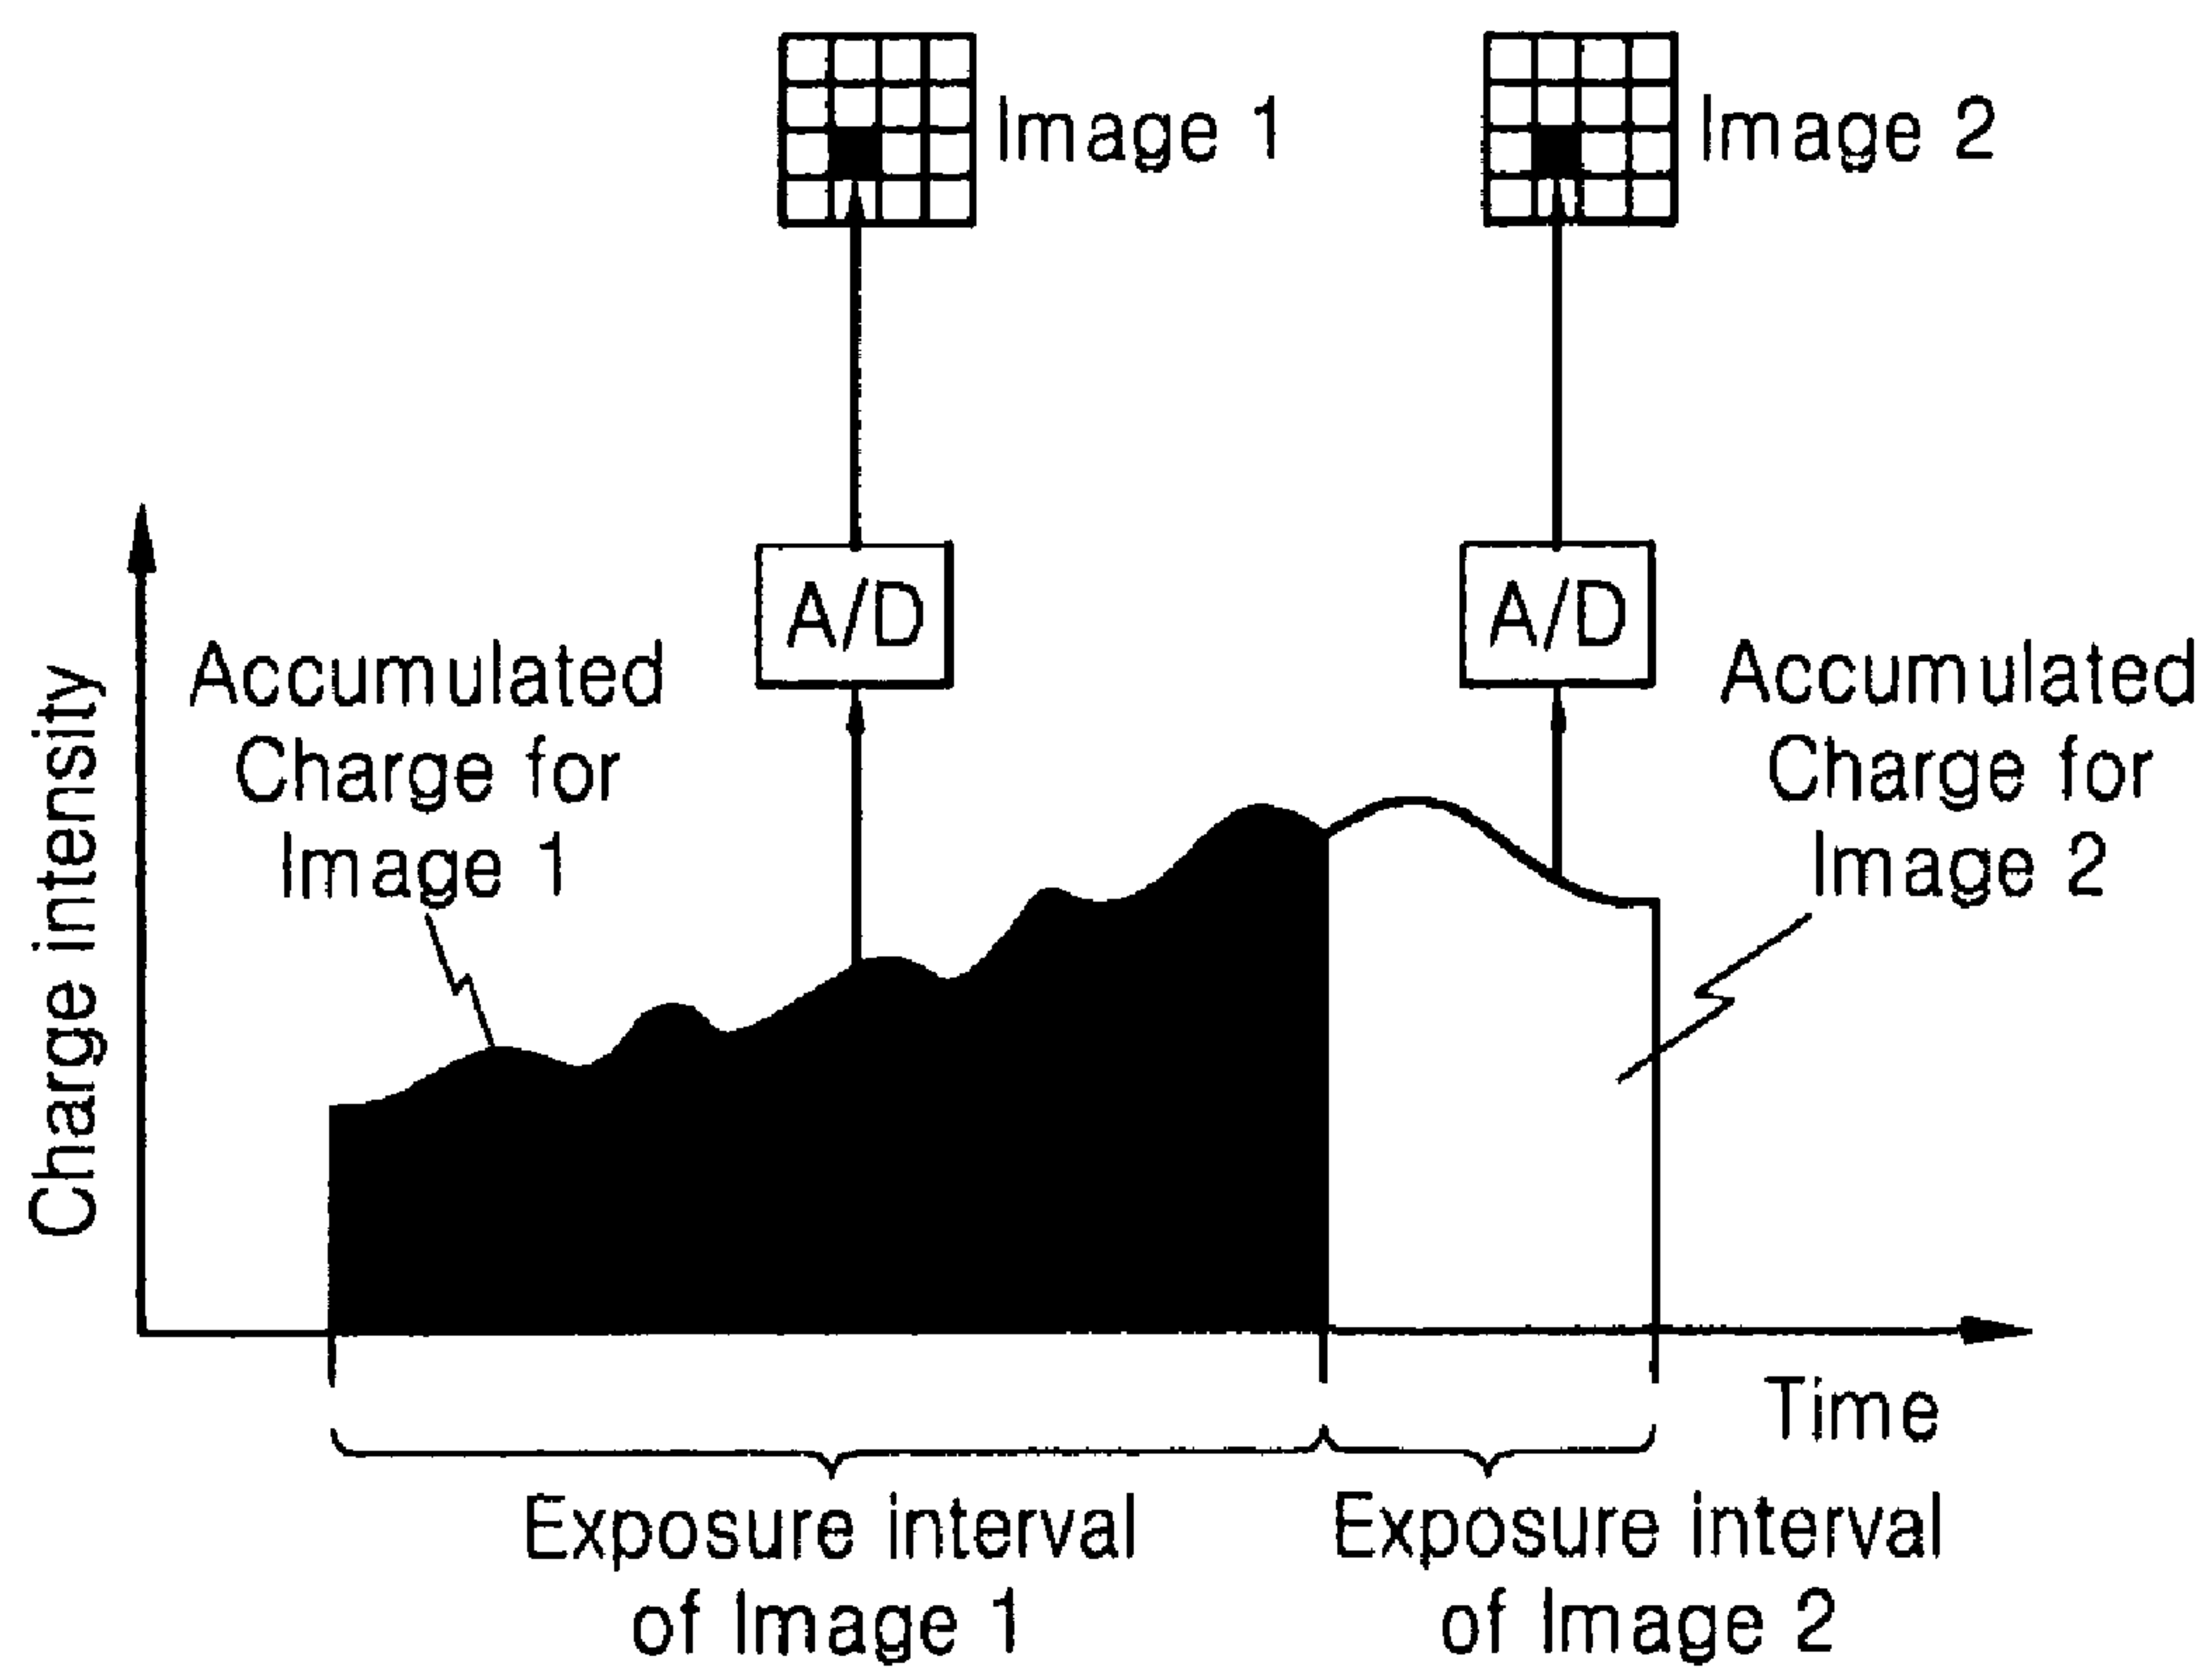 Image 1
Image 2
A/D
A/D
Accumulated
Charge for
Image 1
Accumulated
Charge for
Image 2
Charge intensity
Time
Exposure interval
of Image 1
Exposure interval
of Image 2